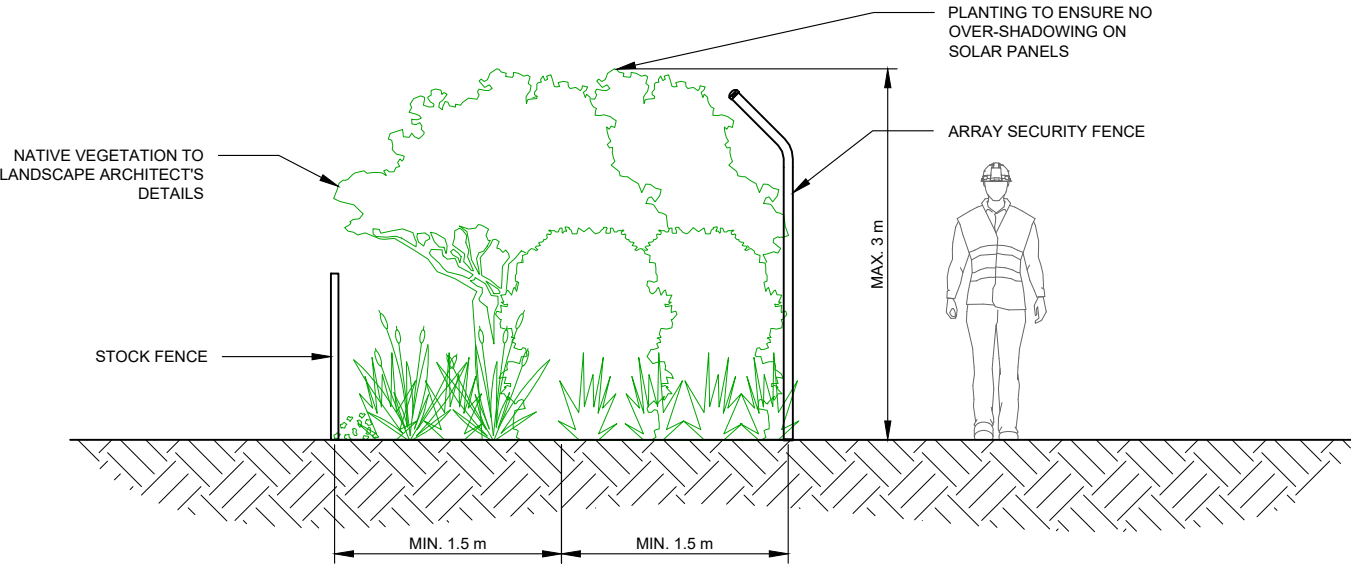 PLANTING TO ENSURE NO
OVER-SHADOWING ON
SOLAR PANELS
ARRAY SECURITY FENCE
NATIVE VEGETATION TO
LANDSCAPE ARCHITECT'S
DETAILS
MAX. 3 m
STOCK FENCE
MIN. 1.5 m
MIN. 1.5 m